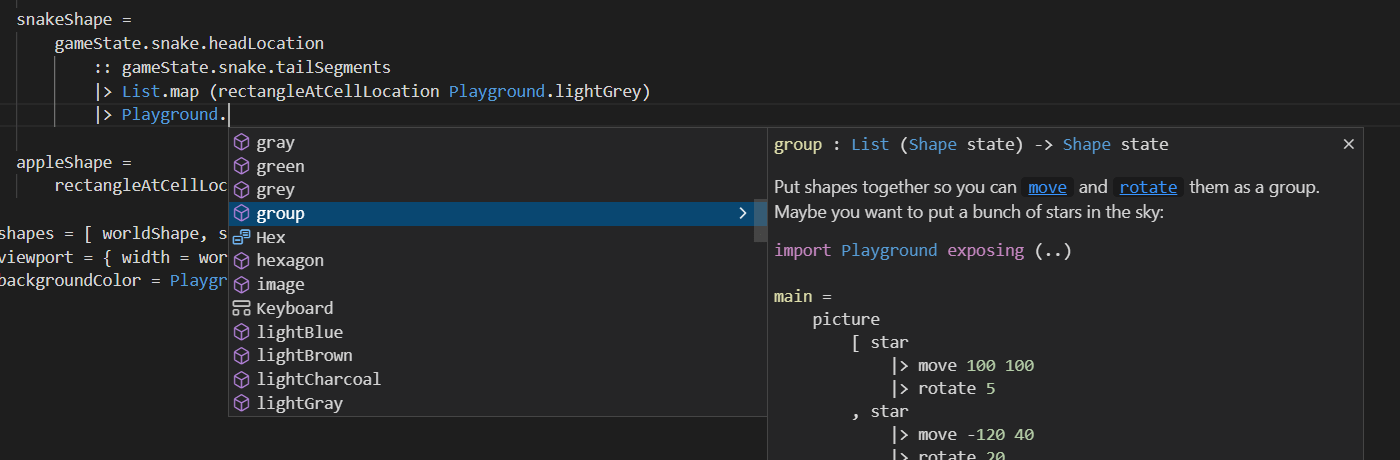 snakeShape =
gameState.snake.headLocation
:: gameState.snake.tailSegments
|> List.map (rectangleAtCellLocation Playground.lightGrey)
|> Playground.
appleShape =
rectangleAtCellLoc
shapes = [ worldShape, s
viewport = { width = wor
backgroundColor = Playgr
gray
green
grey
group
Hex
hexagon
image
Keyboard
lightBlue
lightBrown
lightCharcoal
lightGray
group : List (Shape state) -> Shape state
Put shapes together so you can move and rotate them as a group.
Maybe you want to put a bunch of stars in the sky:
import Playground exposing (..)
main =
picture
[ star
|> move 100 100
|> rotate 5
, star
|> move -120 40
|> rotate 20